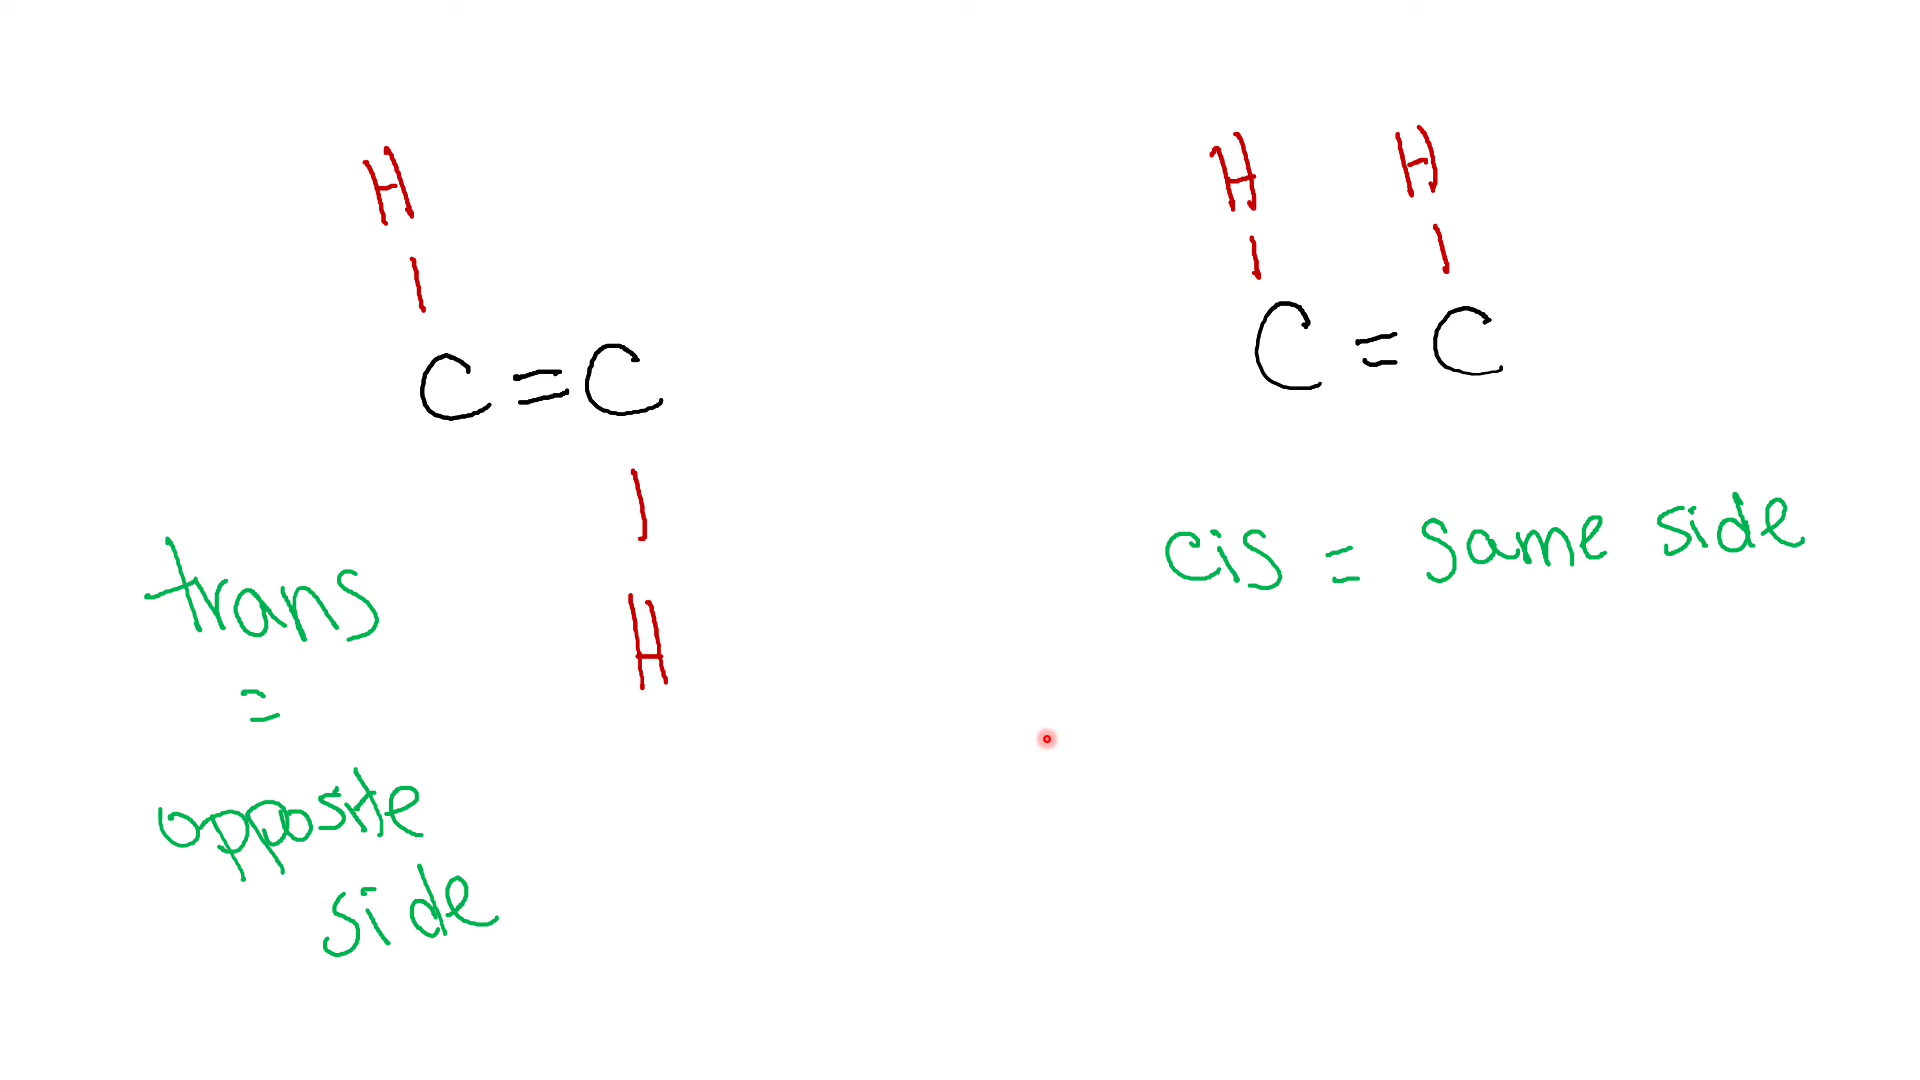 H
C = C
H
trans
=
opposite
side
H H
C = C
cis = same side